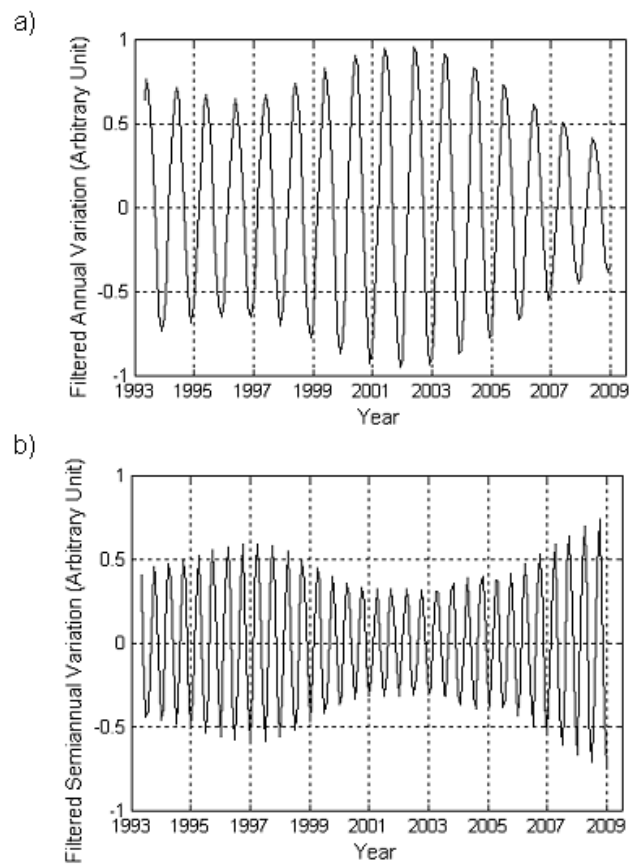 a)
Filtered Annual Variation (Arbitrary Unit)
1
0.5
0
-0.5
-1
1993 1995 1997 1999 2001 2003 2005 2007 2009
Year
b)
Filtered Semiannual Variation (Arbitrary Unit)
1
0.5
0
-0.5
-1
1993 1995 1997 1999 2001 2003 2005 2007 2009
Year